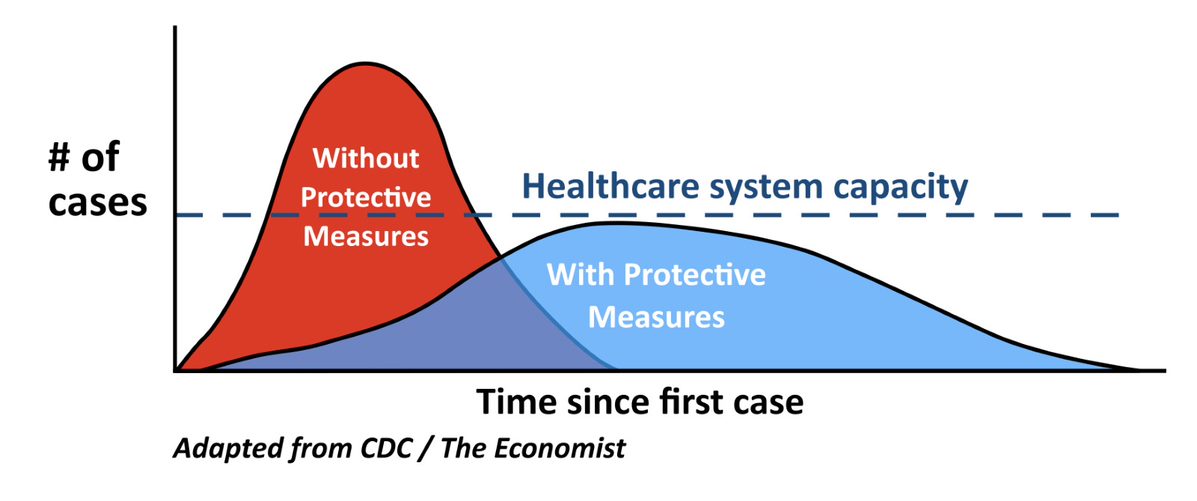 # of
cases
Without
Protective
Measures
Healthcare system capacity
With Protective
Measures
Time since first case
Adapted from CDC / The Economist